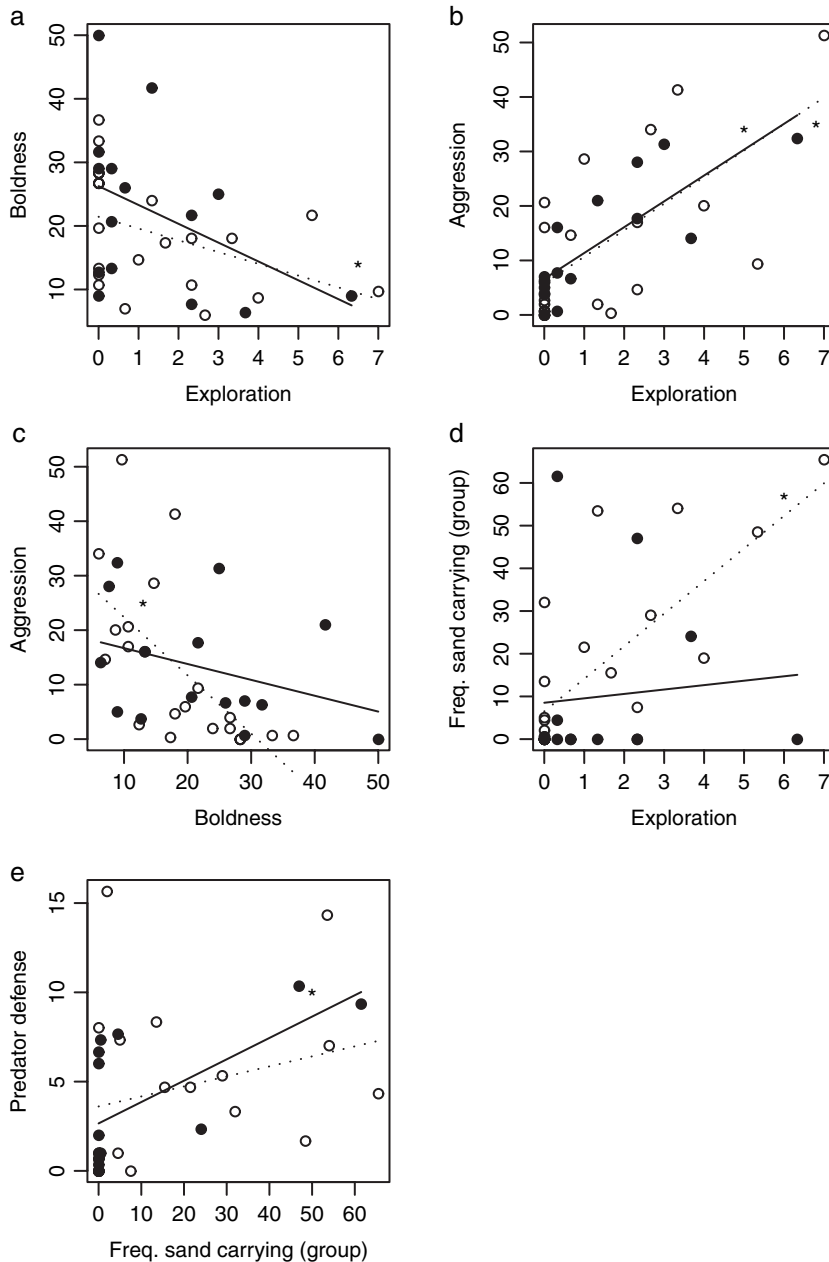 a
50
40
30
20
10
Boldness
0 1 2 3 4 5 6 7
Exploration
*
b
50
40
30
20
10
0
Aggression
0 1 2 3 4 5 6 7
Exploration
* *
c
50
40
30
20
10
0
Aggression
10 20 30 40 50
Boldness
*
d
60
50
40
30
20
10
0
Freq. sand carrying (group)
0 1 2 3 4 5 6 7
Exploration
*
e
15
10
5
0
Predator defense
0 10 20 30 40 50 60
Freq. sand carrying (group)
*